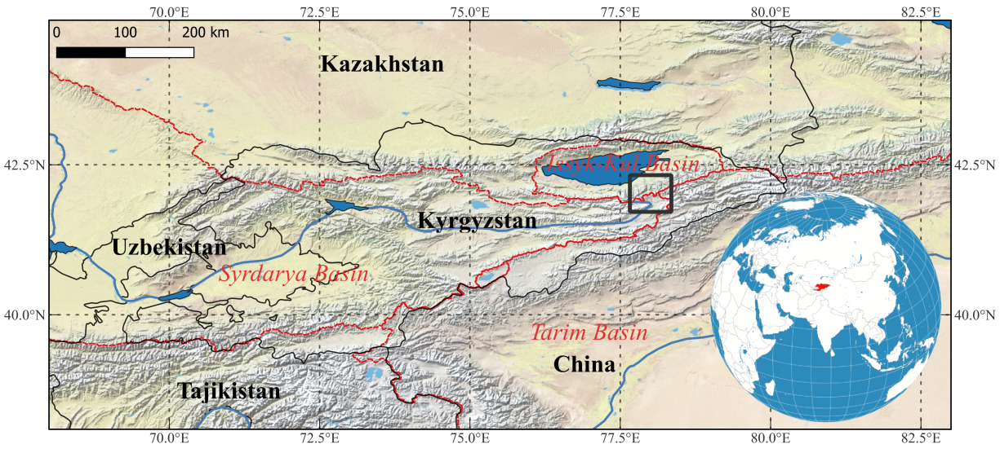 70.0°E 72.5°E 75.0°E 77.5°E 80.0°E 82.5°E
0 100 200 km
Kazakhstan
42.5°N Issyk-Kul Basin 42.5°N
Kyrgyzstan
Uzbekistan
Syrdarya Basin
40.0°N 40.0°N
Tarim Basin
China
Tajikistan
70.0°E 72.5°E 75.0°E 77.5°E 80.0°E 82.5°E